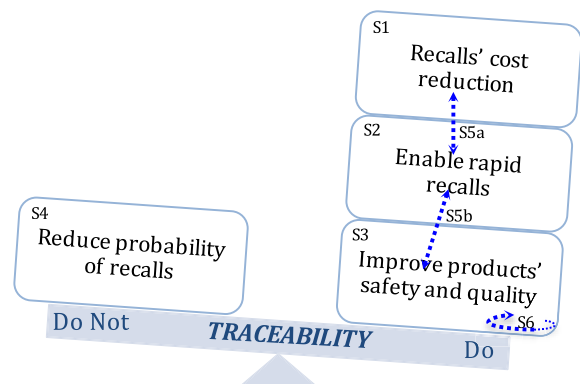 S1
Recalls' cost
reduction
S5a
S2
Enable rapid
recalls
S5b
S3
Improve products'
safety and quality
S6
S4
Reduce probability
of recalls
Do Not
TRACEABILITY
Do